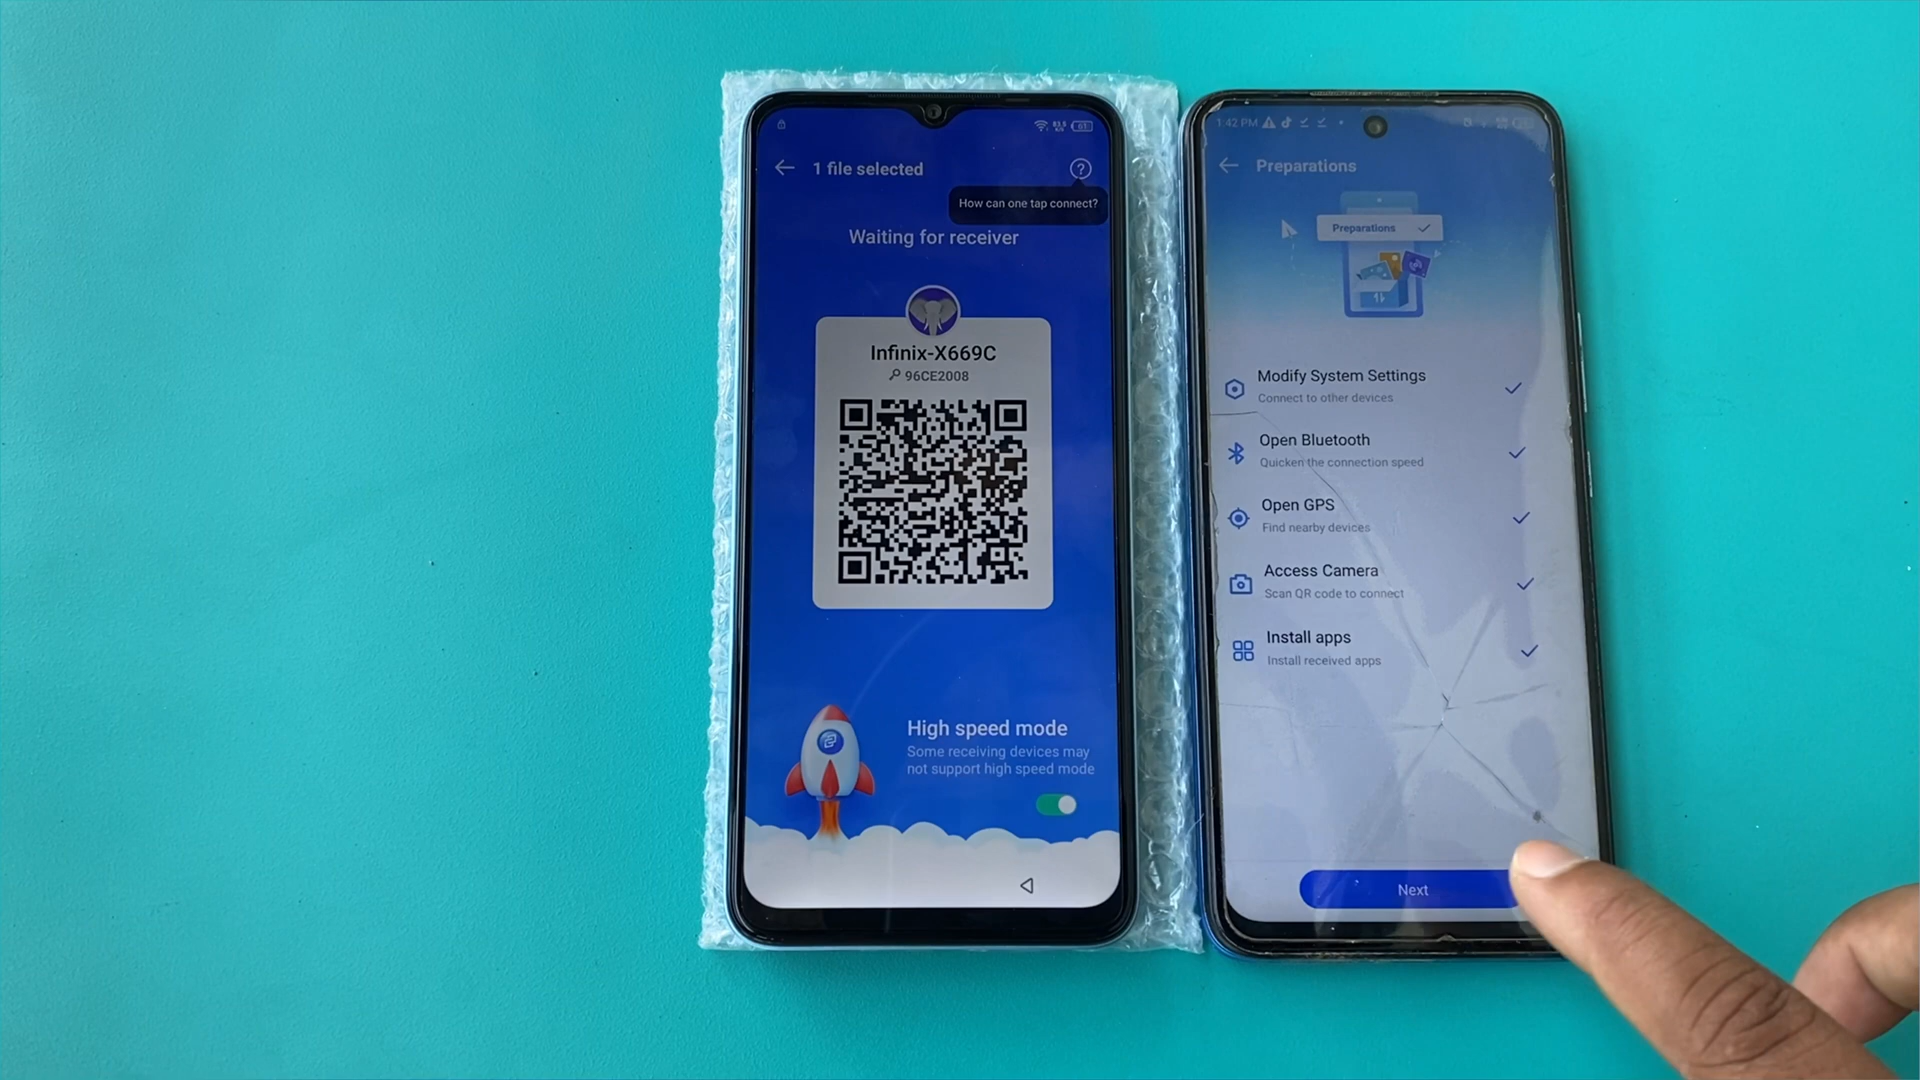 83.5
K/s
61
1 file selected
?
How can one tap connect?
Waiting for receiver
Infinix-X669C
96CE2008
High speed mode
Some receiving devices may
not support high speed mode
1:42 PM
Preparations
Preparations
Modify System Settings
Connect to other devices
Open Bluetooth
Quicken the connection speed
Open GPS
Find nearby devices
Access Camera
Scan QR code to connect
Install apps
Install received apps
Next